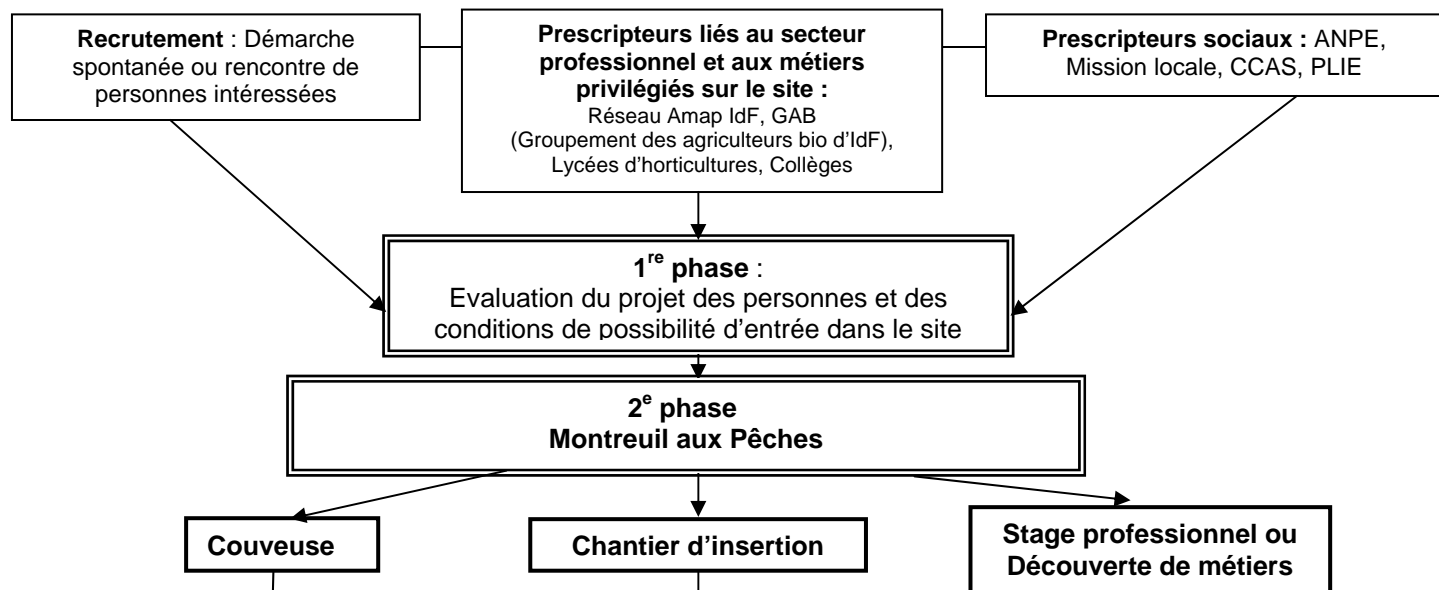 Recrutement : Démarche
spontanée ou rencontre de
personnes intéressées
Prescripteurs liés au secteur
professionnel et aux métiers
privilégiés sur le site :
Réseau Amap IdF, GAB
(Groupement des agriculteurs bio d'IdF),
Lycées d'horticultures, Collèges
Prescripteurs sociaux : ANPE,
Mission locale, CCAS, PLIE
1re phase :
Evaluation du projet des personnes et des
conditions de possibilité d'entrée dans le site
2e phase
Montreuil aux Pêches
Couveuse
Chantier d'insertion
Stage professionnel ou
Découverte de métiers